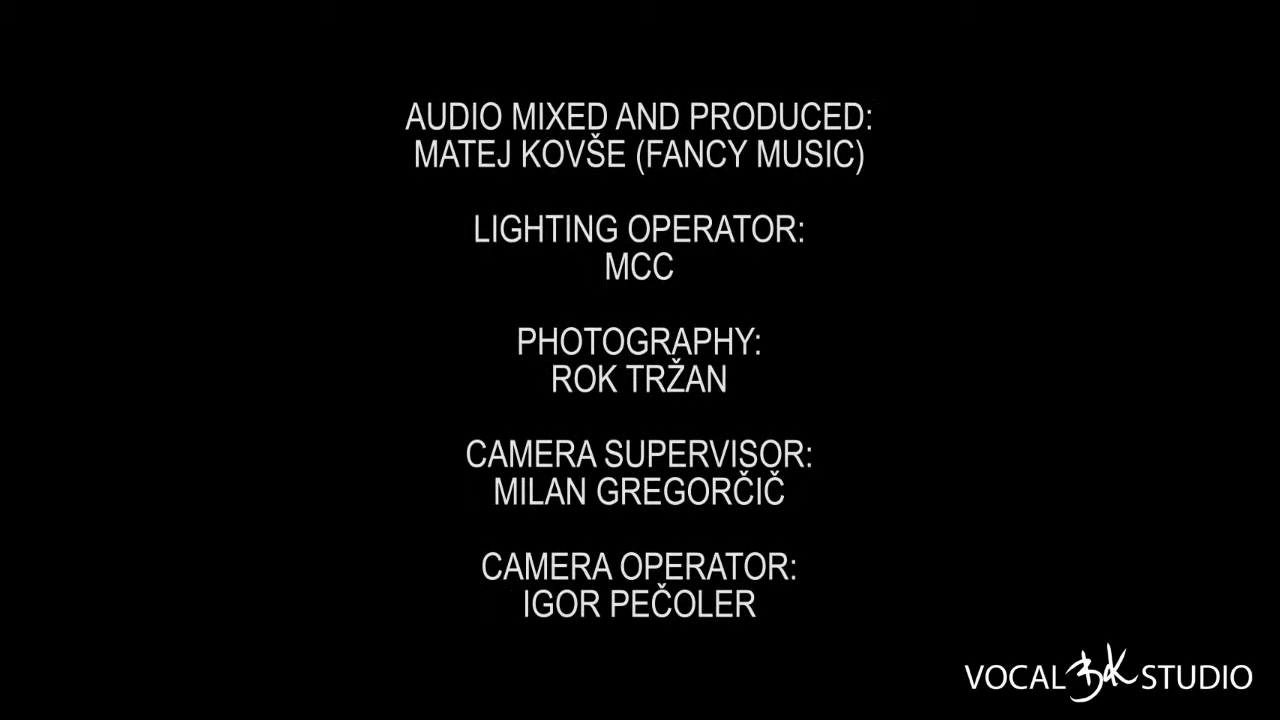 AUDIO MIXED AND PRODUCED:
MATEJ KOVŠE (FANCY MUSIC)
LIGHTING OPERATOR:
MCC
PHOTOGRAPHY:
ROK TRŽAN
CAMERA SUPERVISOR:
MILAN GREGORČIČ
CAMERA OPERATOR:
IGOR PEČOLER
VOCAL STUDIO